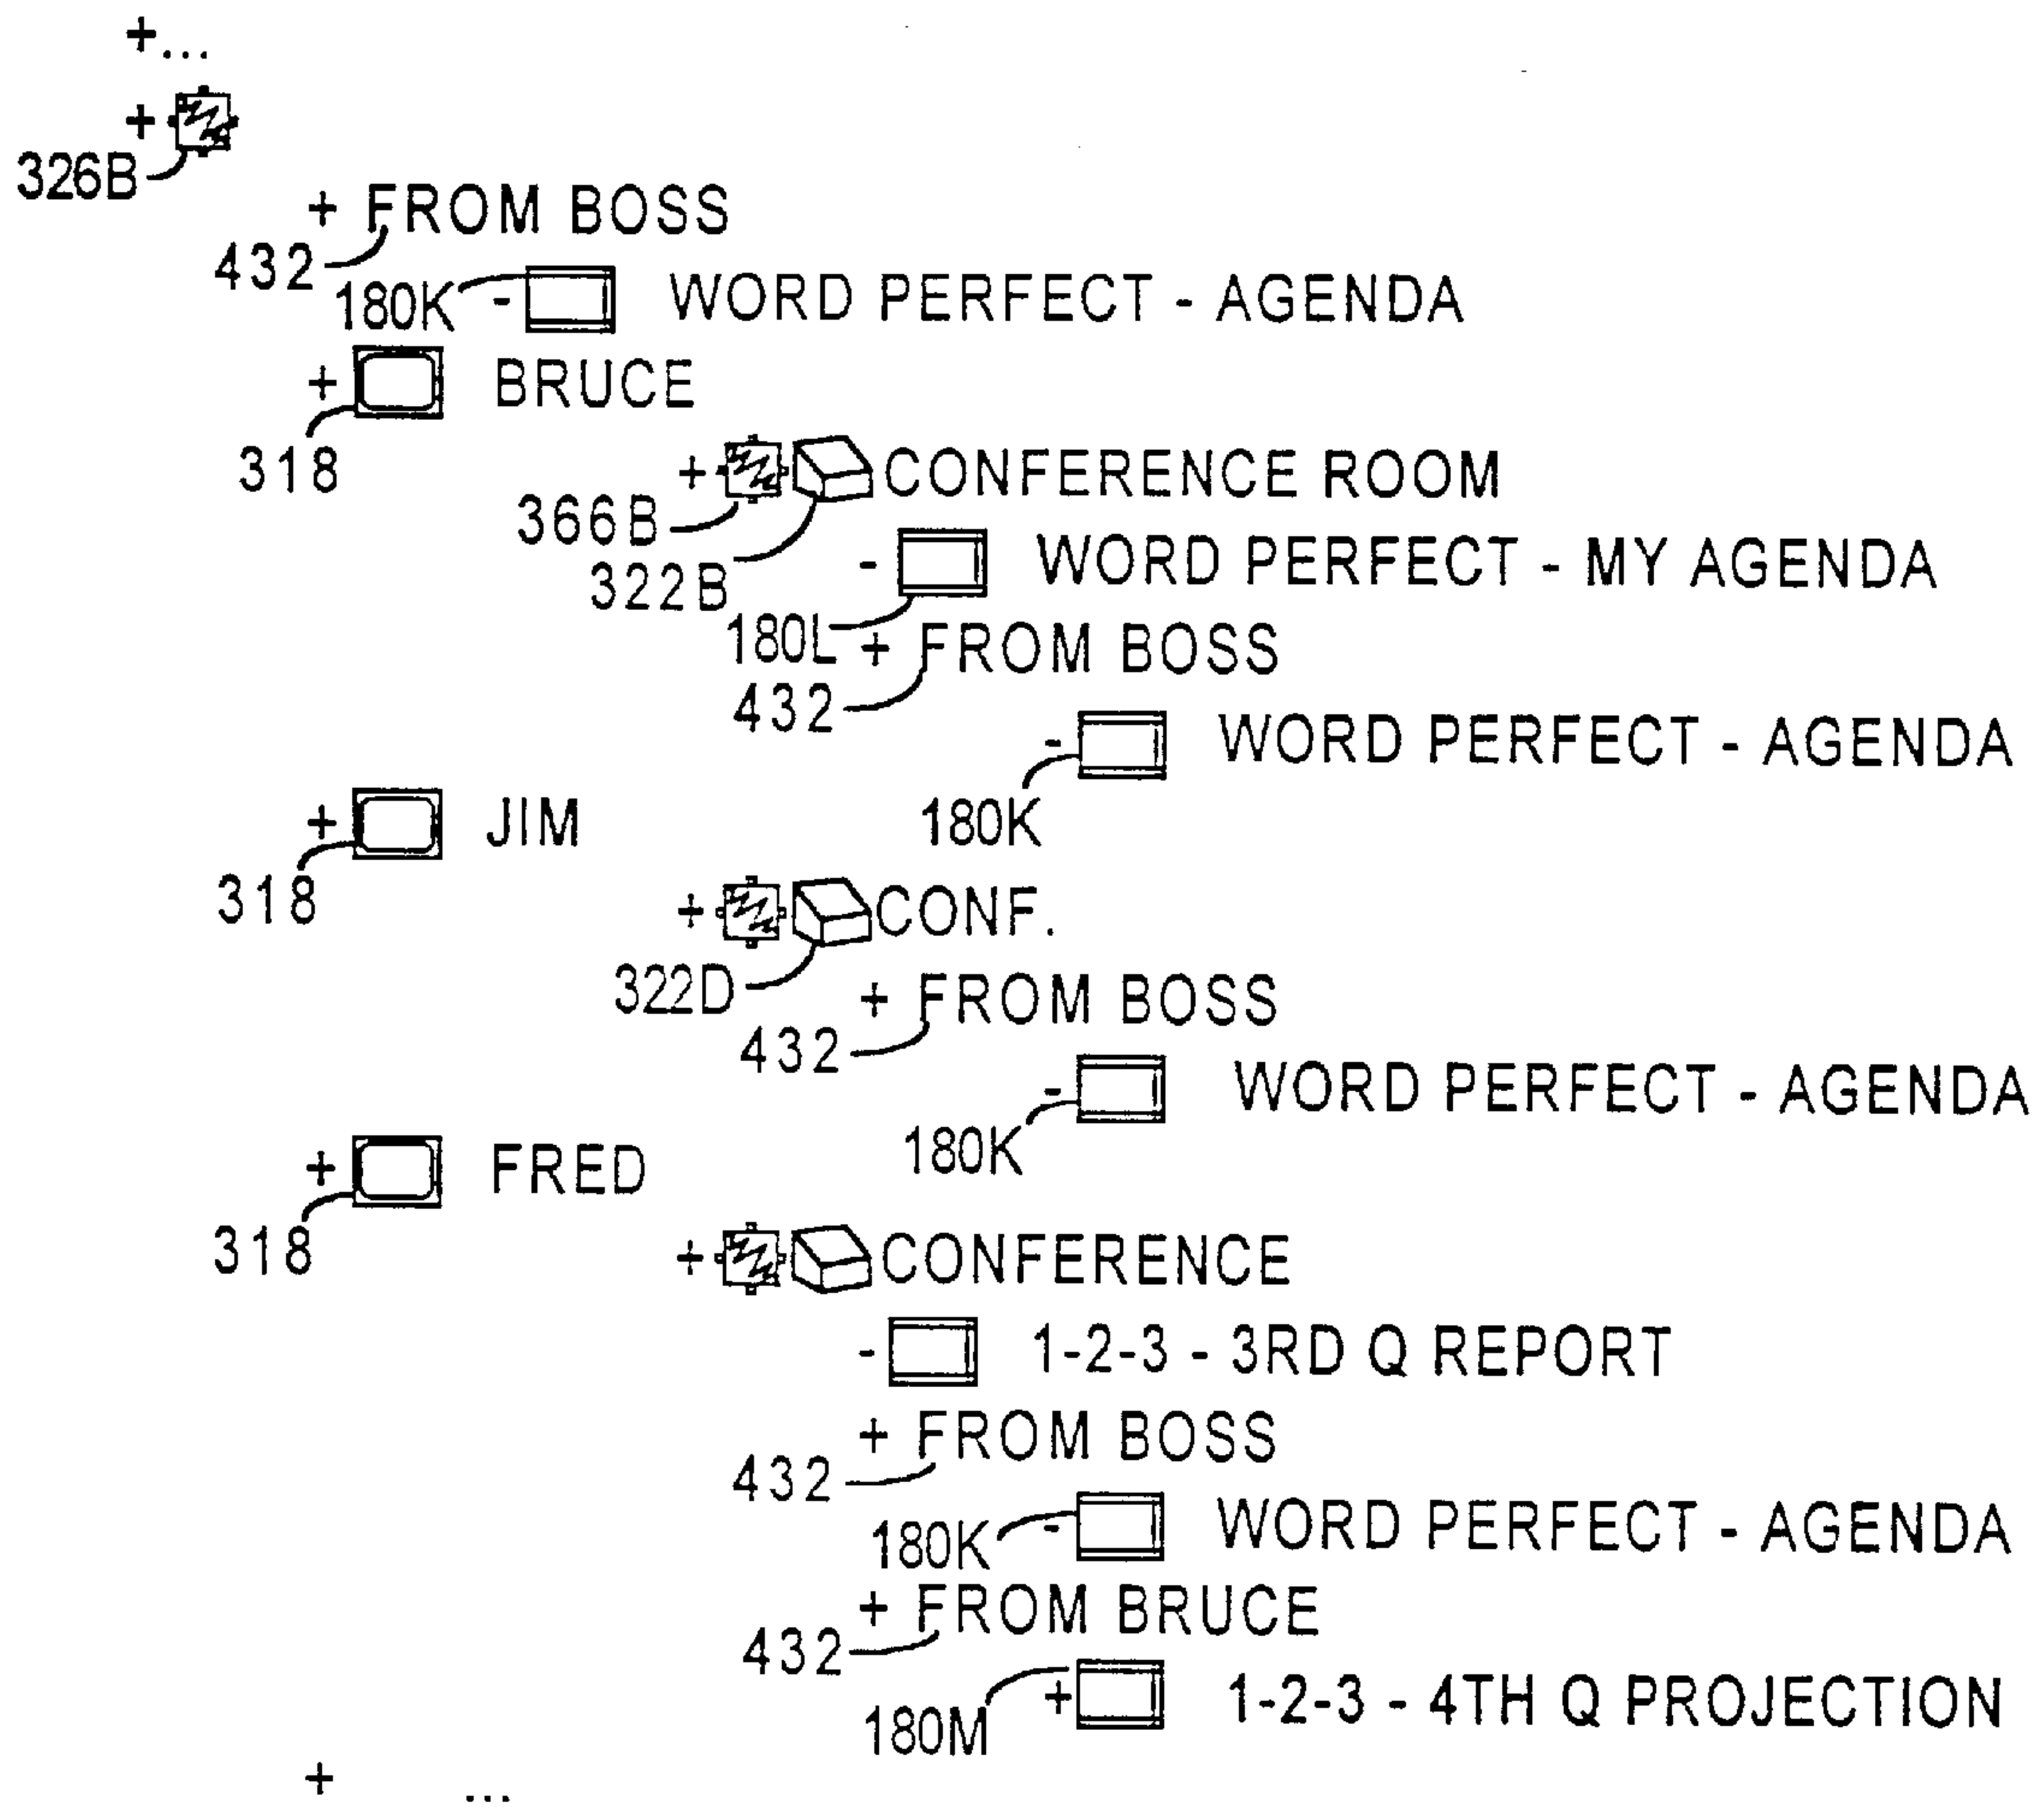 +...
+
326B
+ FROM BOSS
432
180K - WORD PERFECT - AGENDA
+ BRUCE
318
+ CONFERENCE ROOM
366B
322B
- WORD PERFECT - MY AGENDA
180L
+ FROM BOSS
432
- WORD PERFECT - AGENDA
180K
+ JIM
318
+ CONF.
322D
+ FROM BOSS
432
- WORD PERFECT - AGENDA
180K
+ FRED
318
+ CONFERENCE
- 1-2-3 - 3RD Q REPORT
+ FROM BOSS
432
180K - WORD PERFECT - AGENDA
+ FROM BRUCE
432
180M + 1-2-3 - 4TH Q PROJECTION
+ ...